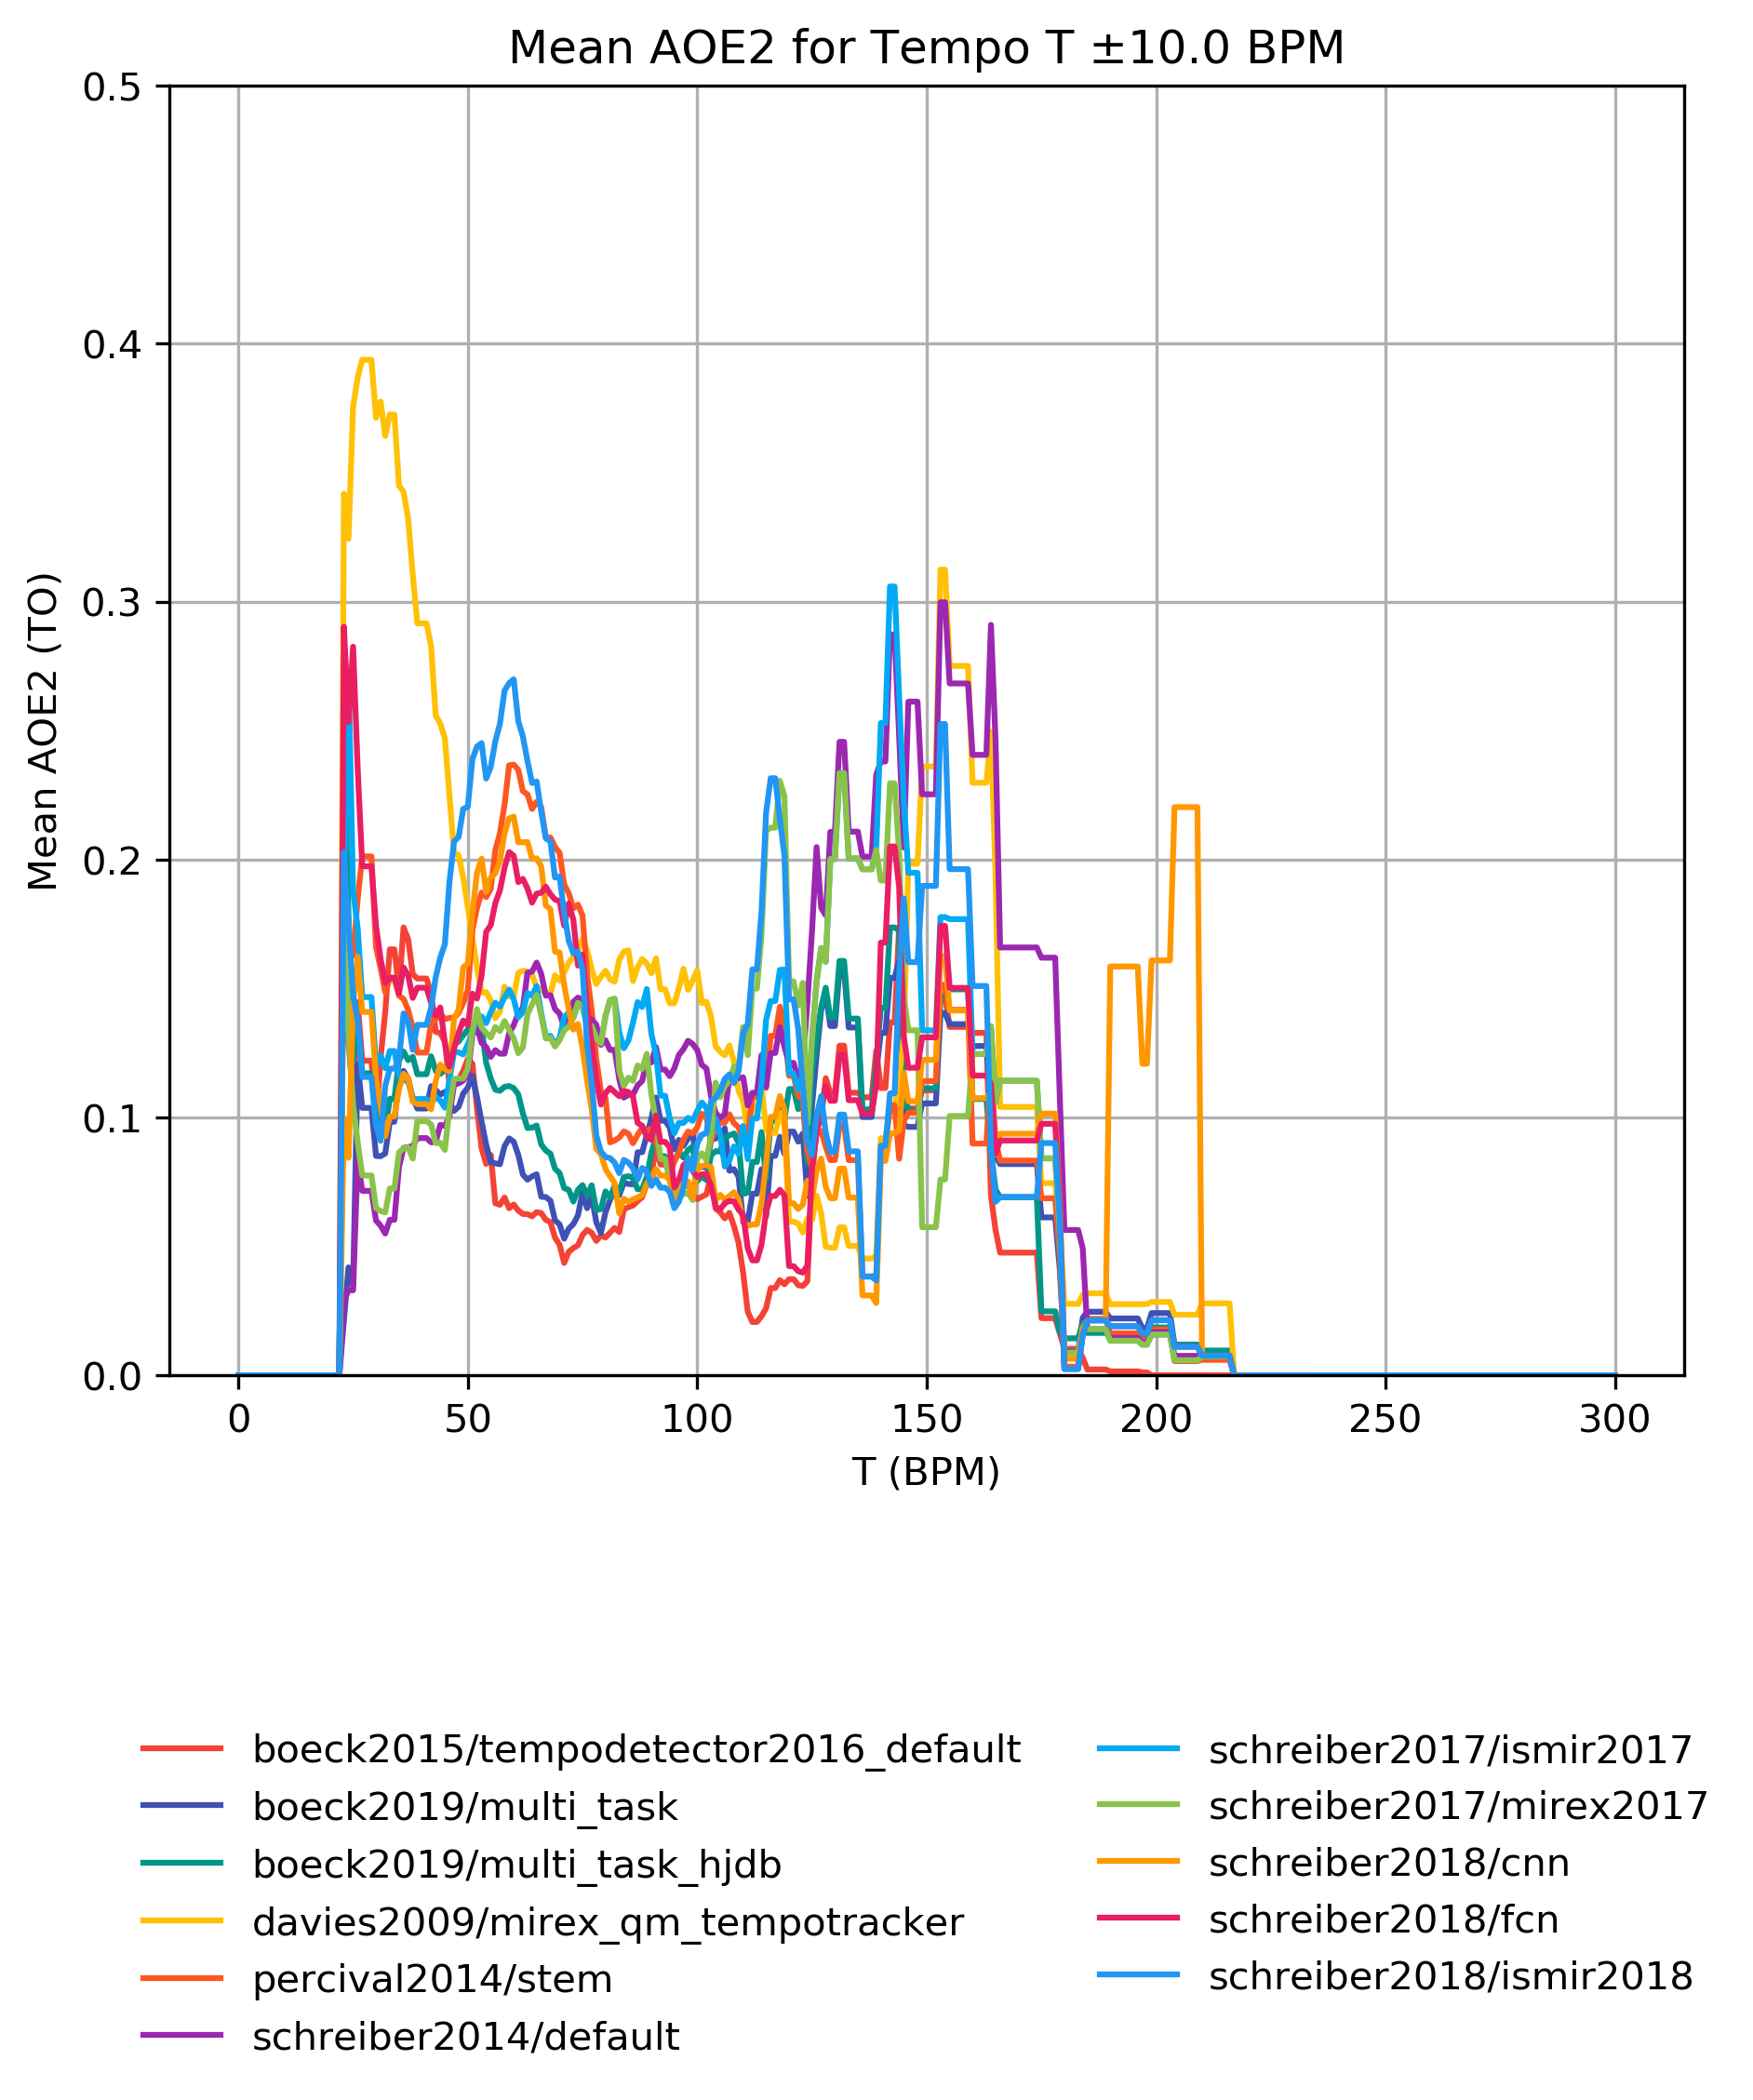 Mean AOE2 for Tempo T ±10.0 BPM
0.5
0.4
0.3
0.2
0.1
0.0
Mean AOE2 (TO)
0 50 100 150 200 250 300
T (BPM)
boeck2015/tempodetector2016_default
boeck2019/multi_task
boeck2019/multi_task_hjdb
davies2009/mirex_qm_tempotracker
percival2014/stem
schreiber2014/default
schreiber2017/ismir2017
schreiber2017/mirex2017
schreiber2018/cnn
schreiber2018/fcn
schreiber2018/ismir2018